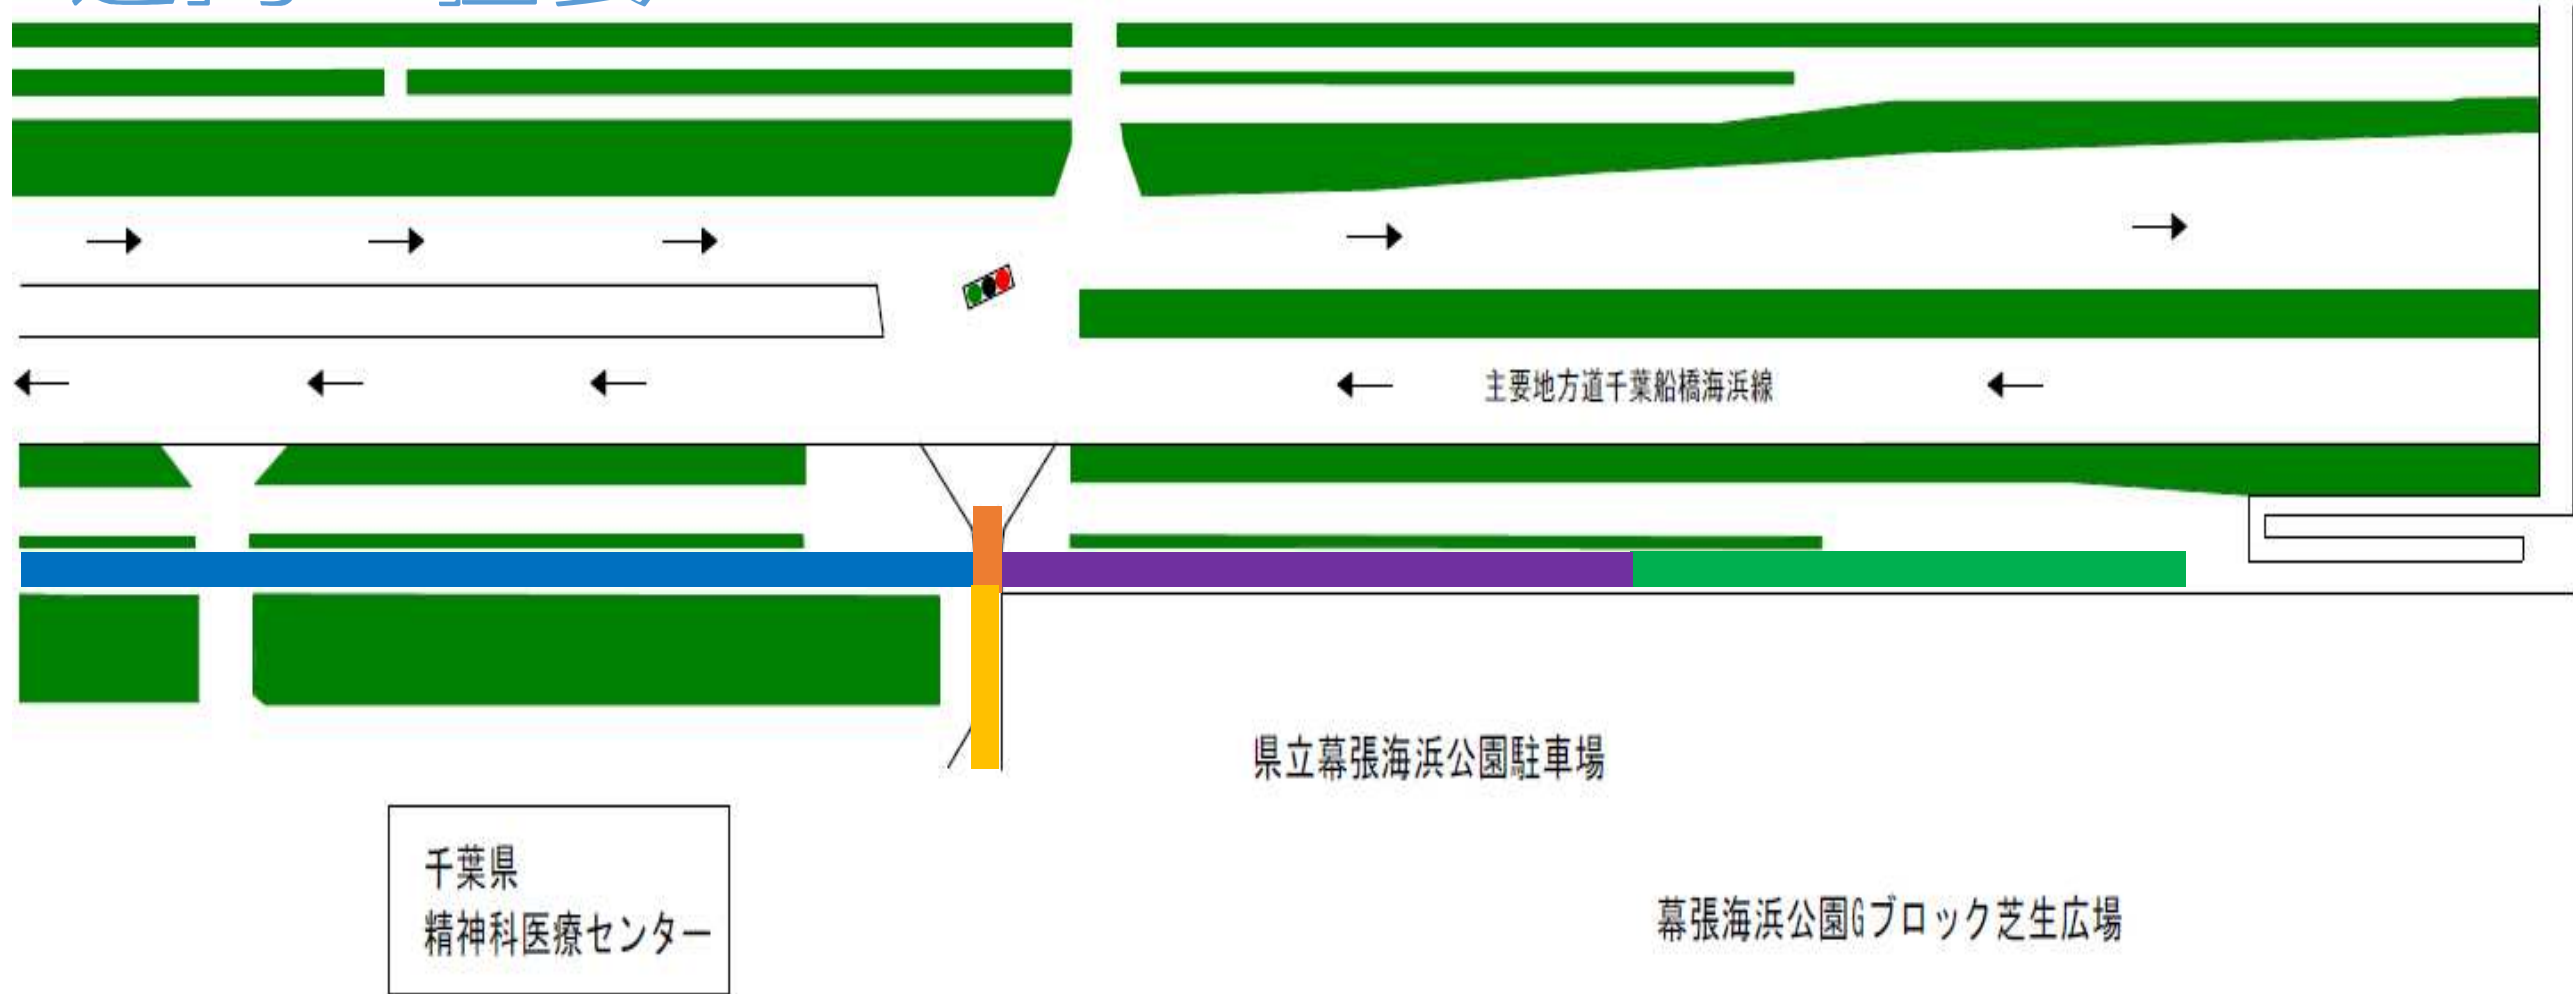 主要地方道千葉船橋海浜線
県立幕張海浜公園駐車場
千葉県
精神科医療センター
幕張海浜公園Gブロック芝生広場